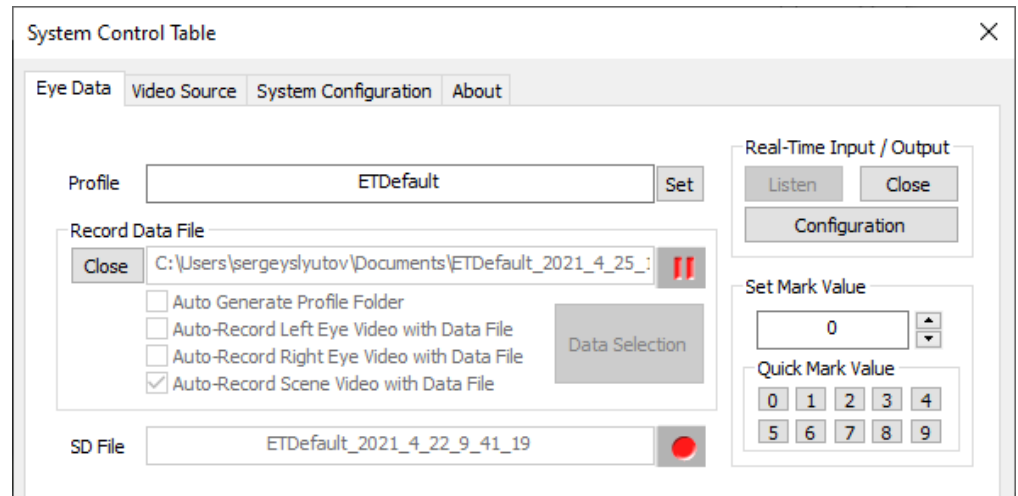 System Control Table
Eye Data Video Source System Configuration About
Profile ETDefault Set
Record Data File
Close C:\Users\sergeyslyutov\Documents\ETDefault_2021_4_25_
Auto Generate Profile Folder
Auto-Record Left Eye Video with Data File
Auto-Record Right Eye Video with Data File
Auto-Record Scene Video with Data File
Data Selection
SD File ETDefault_2021_4_22_9_41_19
Real-Time Input / Output
Listen Close
Configuration
Set Mark Value
0
Quick Mark Value
0 1 2 3 4
5 6 7 8 9